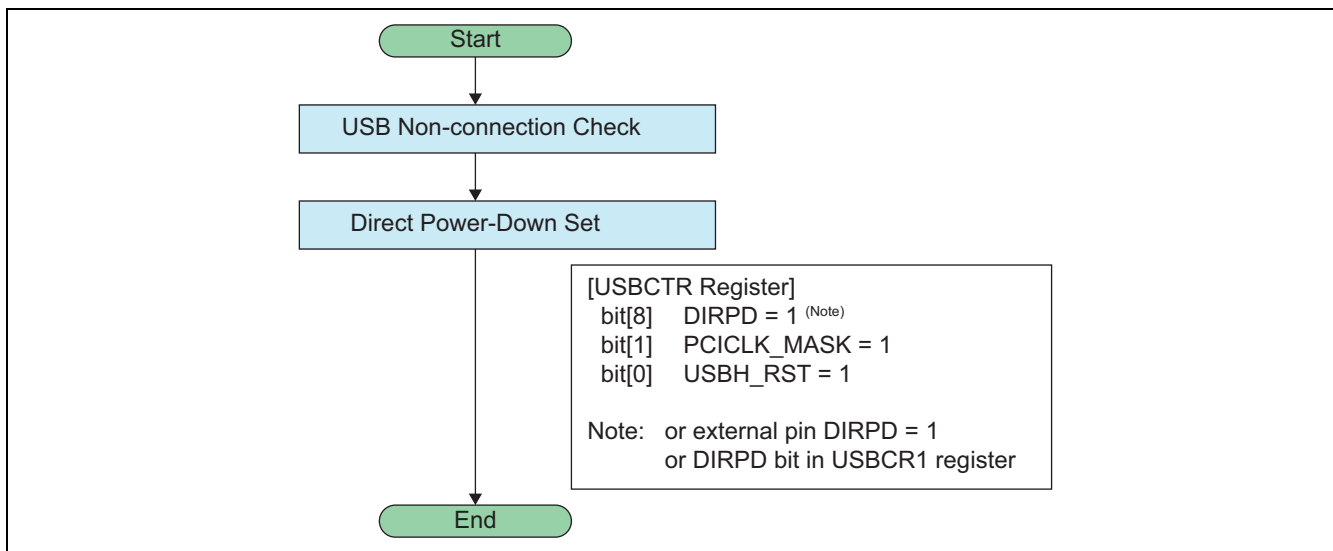 Start
USB Non-connection Check
Direct Power-Down Set
[USBCTR Register]
bit[8] DIRPD = 1 (Note)
bit[1] PCICLK_MASK = 1
bit[0] USBH_RST = 1
Note: or external pin DIRPD = 1
or DIRPD bit in USBCR1 register
End